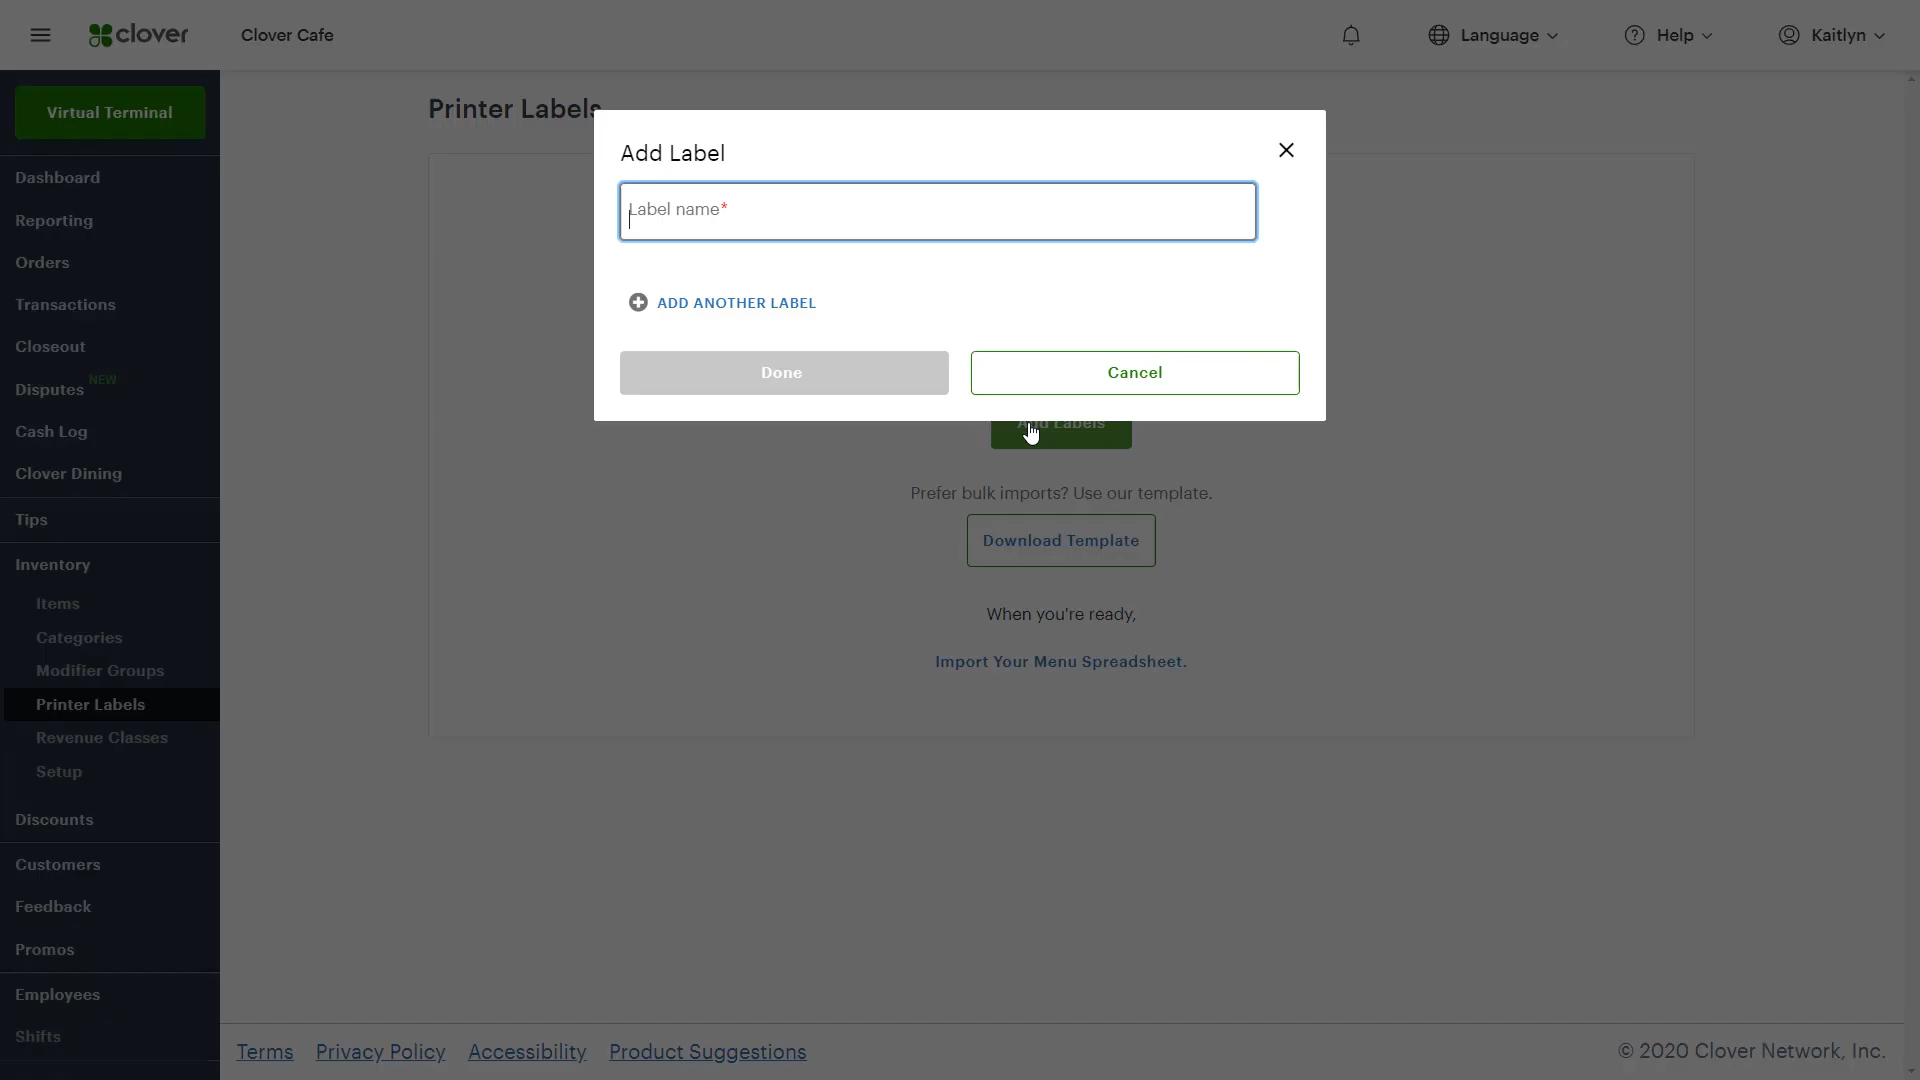 clover
Clover Cafe
Language
Help
Kaitlyn
Virtual Terminal
Dashboard
Reporting
Orders
Transactions
Closeout
Disputes NEW
Cash Log
Clover Dining
Tips
Inventory
Items
Categories
Modifier Groups
Printer Labels
Revenue Classes
Setup
Discounts
Customers
Feedback
Promos
Employees
Shifts
Printer Labels
Add Label
Label name*
ADD ANOTHER LABEL
Done
Cancel
Add Labels
Prefer bulk imports? Use our template.
Download Template
When you're ready,
Import Your Menu Spreadsheet.
Terms
Privacy Policy
Accessibility
Product Suggestions
© 2020 Clover Network, Inc.